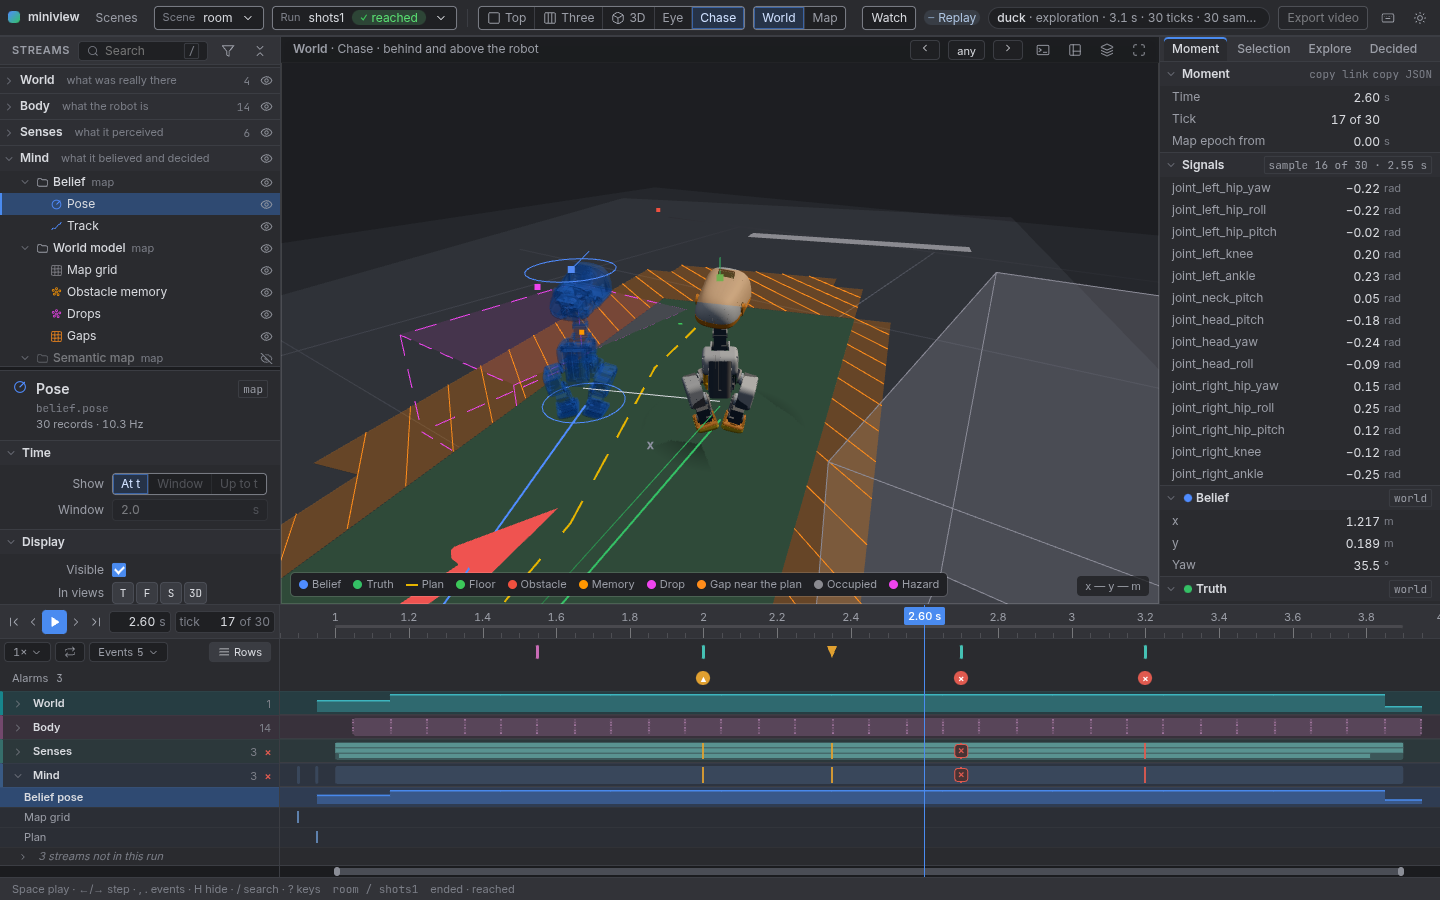 miniview Scenes Scene room Run shots1 ✓ reached Top Three 3D Eye Chase World Map Watch Replay duck · exploration · 3.1 s · 30 ticks · 30 sam... Export video
STREAMS Search /
World what was really there 4
Body what the robot is 14
Senses what it perceived 6
Mind what it believed and decided
Belief map
Pose
Track
World model map
Map grid
Obstacle memory
Drops
Gaps
Semantic map map
Pose map
belief.pose
30 records · 10.3 Hz
Time
Show At t Window Up to t
Window 2.0 s
Display
Visible
In views T F S 3D
World · Chase · behind and above the robot
any
x
Belief Truth Plan Floor Obstacle Memory Drop Gap near the plan Occupied Hazard
x — y — m
Moment Selection Explore Decided
Moment copy link copy JSON
Time 2.60 s
Tick 17 of 30
Map epoch from 0.00 s
Signals sample 16 of 30 · 2.55 s
joint_left_hip_yaw −0.22 rad
joint_left_hip_roll −0.22 rad
joint_left_hip_pitch −0.02 rad
joint_left_knee 0.20 rad
joint_left_ankle 0.23 rad
joint_neck_pitch 0.05 rad
joint_head_pitch −0.18 rad
joint_head_yaw −0.24 rad
joint_head_roll −0.09 rad
joint_right_hip_yaw 0.15 rad
joint_right_hip_roll 0.25 rad
joint_right_hip_pitch 0.12 rad
joint_right_knee −0.12 rad
joint_right_ankle −0.25 rad
Belief world
x 1.217 m
y 0.189 m
Yaw 35.5 °
Truth world
2.60 s tick 17 of 30
1 1.2 1.4 1.6 1.8 2 2.2 2.4 2.60 s 2.8 3 3.2 3.4 3.6 3.8 4
1× Events 5 Rows
Alarms 3
World 1
Body 14
Senses 3 ×
Mind 3 ×
Belief pose
Map grid
Plan
3 streams not in this run
Space play · ←/→ step · , . events · H hide · / search · ? keys room / shots1 ended · reached